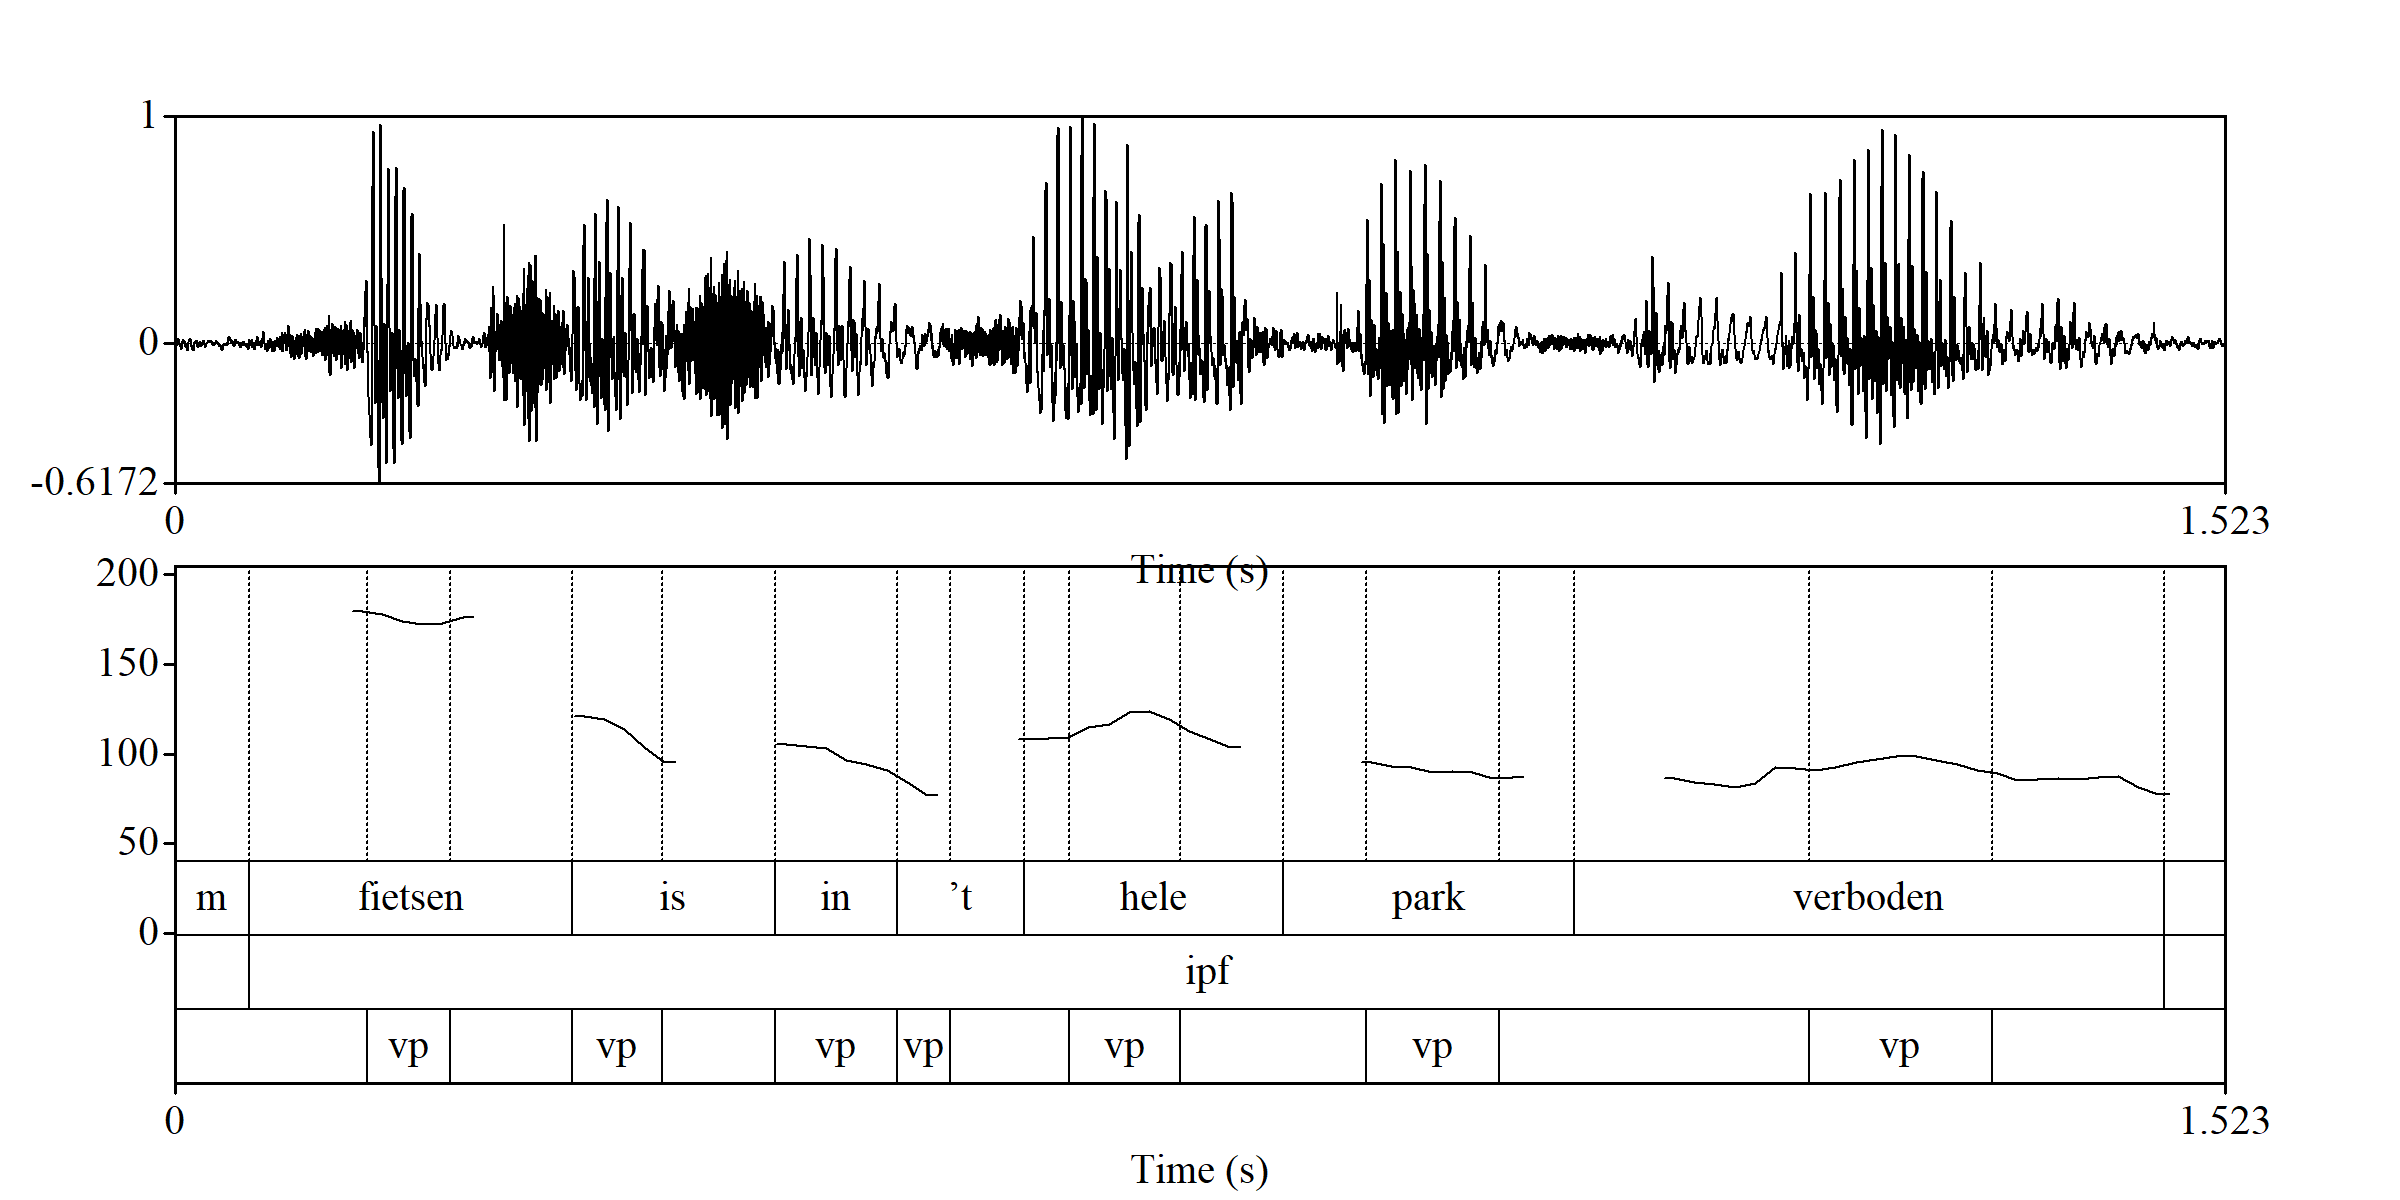 1
0
-0.6172
0 1.523
Time (s)
200
150
100
50
0
m fietsen is in ’t hele park verboden
ipf
vp vp vp vp vp vp vp
0 1.523
Time (s)